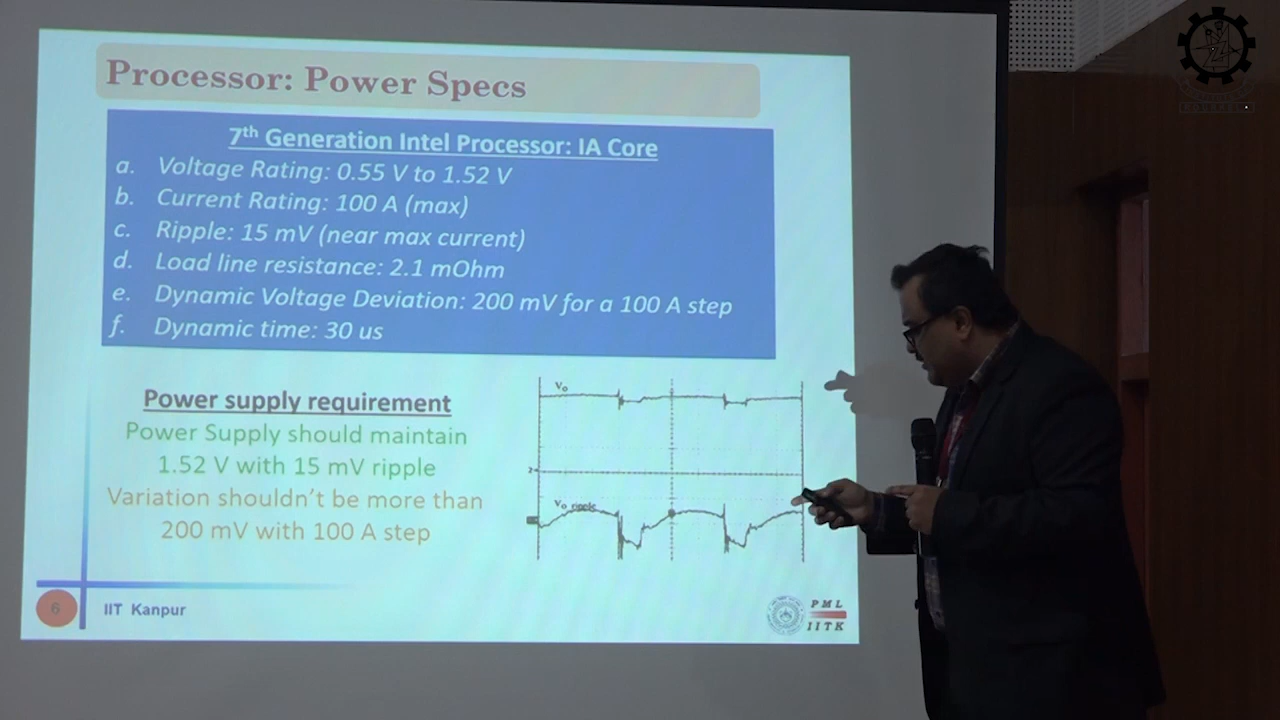 Processor: Power Specs
7th Generation Intel Processor: IA Core
a. Voltage Rating: 0.55 V to 1.52 V
b. Current Rating: 100 A (max)
c. Ripple: 15 mV (near max current)
d. Load line resistance: 2.1 mOhm
e. Dynamic Voltage Deviation: 200 mV for a 100 A step
f. Dynamic time: 30 us
Power supply requirement
Power Supply should maintain
1.52 V with 15 mV ripple
Variation shouldn't be more than
200 mV with 100 A step
Vo
Vo ripple
6
IIT Kanpur
PML
IITK